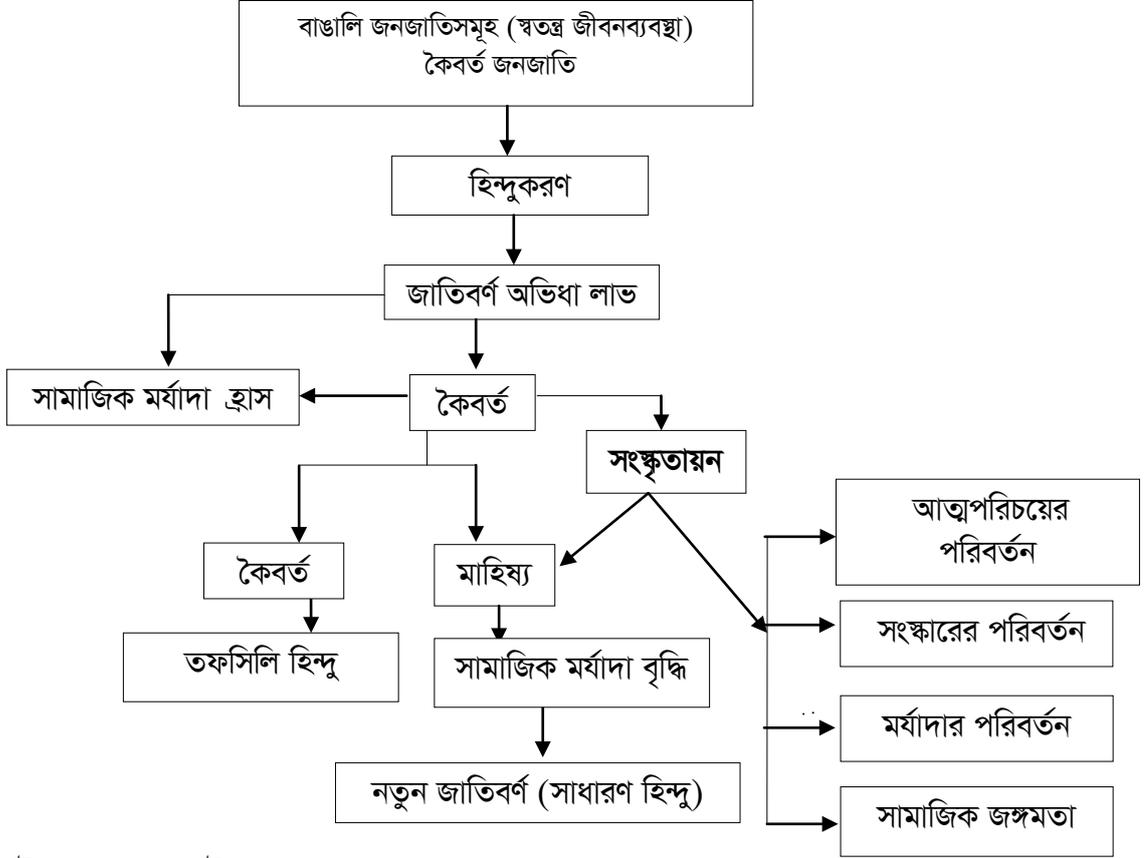 বাঙালি জনজাতিসমূহ (স্বতন্ত্র জীবনব্যবস্থা)
কৈবর্ত জনজাতি
হিন্দুকরণ
জাতিবর্ণ অভিধা লাভ
সামাজিক মর্যাদা হ্রাস
কৈবর্ত
সংস্কৃতায়ন
আত্মপরিচয়ের
পরিবর্তন
কৈবর্ত
মাহিষ্য
সংস্কারের পরিবর্তন
তফসিলি হিন্দু
সামাজিক মর্যাদা বৃদ্ধি
মর্যাদার পরিবর্তন
নতুন জাতিবর্ণ (সাধারণ হিন্দু)
সামাজিক জঙ্গমতা